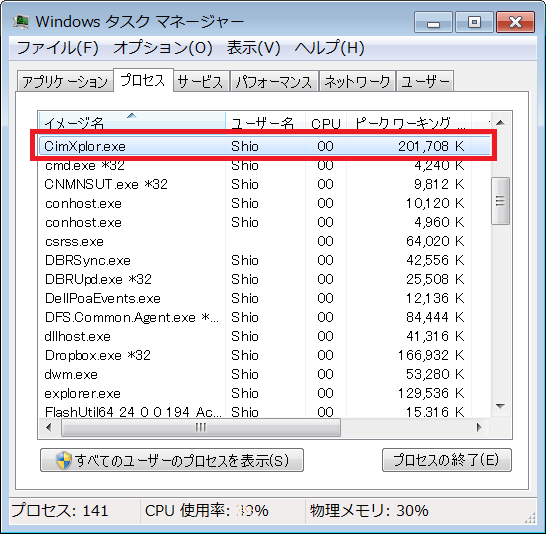 Windows タスク マネージャー
ファイル(F) オプション(O) 表示(V) ヘルプ(H)
アプリケーション プロセス サービス パフォーマンス ネットワーク ユーザー
イメージ名 ユーザー名 CPU ピーク ワーキング ...
CimXplor.exe Shio 00 201,708 K
cmd.exe *32 Shio 00 4,240 K
CNMNSUT.exe *32 Shio 00 9,812 K
conhost.exe Shio 00 10,120 K
conhost.exe Shio 00 4,960 K
csrss.exe 00 64,020 K
DBRSync.exe Shio 00 42,556 K
DBRUpd.exe *32 Shio 00 25,508 K
DellPoaEvents.exe Shio 00 12,136 K
DFS.Common.Agent.exe *... Shio 00 84,444 K
dllhost.exe Shio 00 41,316 K
Dropbox.exe *32 Shio 00 166,932 K
dwm.exe Shio 00 53,280 K
explorer.exe Shio 00 129,536 K
FlashUtil64_24_0_0_194_Ac... Shio 00 15,316 K
すべてのユーザーのプロセスを表示(S) プロセスの終了(E)
プロセス: 141 CPU 使用率: 物理メモリ: 30%